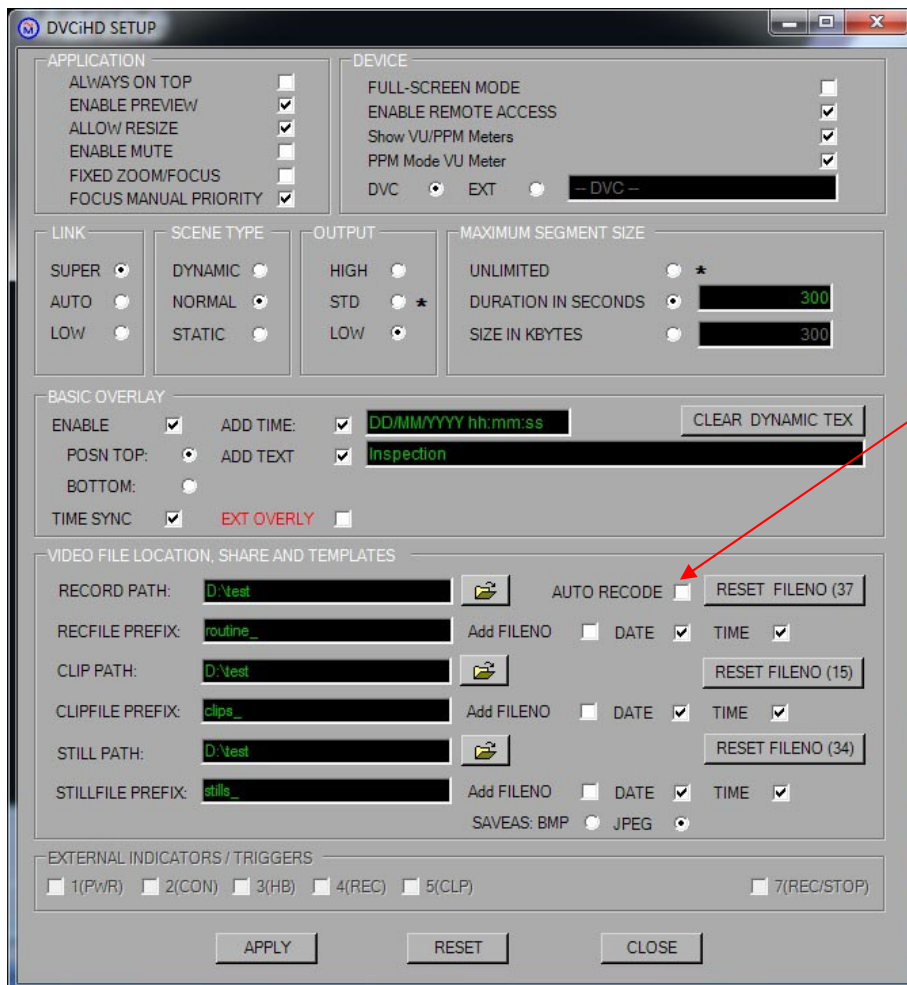 DVCiHD SETUP
APPLICATION
ALWAYS ON TOP
ENABLE PREVIEW
ALLOW RESIZE
ENABLE MUTE
FIXED ZOOM/FOCUS
FOCUS MANUAL PRIORITY
DEVICE
FULL-SCREEN MODE
ENABLE REMOTE ACCESS
Show VU/PPM Meters
PPM Mode VU Meter
DVC EXT -- DVC --
LINK
SUPER
AUTO
LOW
SCENE TYPE
DYNAMIC
NORMAL
STATIC
OUTPUT
HIGH
STD *
LOW
MAXIMUM SEGMENT SIZE
UNLIMITED *
DURATION IN SECONDS 300
SIZE IN KBYTES 300
BASIC OVERLAY
ENABLE ADD TIME: DD/MM/YYYY hh:mm:ss CLEAR DYNAMIC TEX
POSN TOP: ADD TEXT Inspection
BOTTOM:
TIME SYNC EXT OVERLY
VIDEO FILE LOCATION, SHARE AND TEMPLATES
RECORD PATH: D:\test AUTO RECODE RESET FILENO (37
RECFILE PREFIX: routine_ Add FILENO DATE TIME
CLIP PATH: D:\test RESET FILENO (15)
CLIPFILE PREFIX: clips_ Add FILENO DATE TIME
STILL PATH: D:\test RESET FILENO (34)
STILLFILE PREFIX: stills_ Add FILENO DATE TIME
SAVEAS: BMP JPEG
EXTERNAL INDICATORS / TRIGGERS
1(PWR) 2(CON) 3(HB) 4(REC) 5(CLP) 7(REC/STOP)
APPLY RESET CLOSE